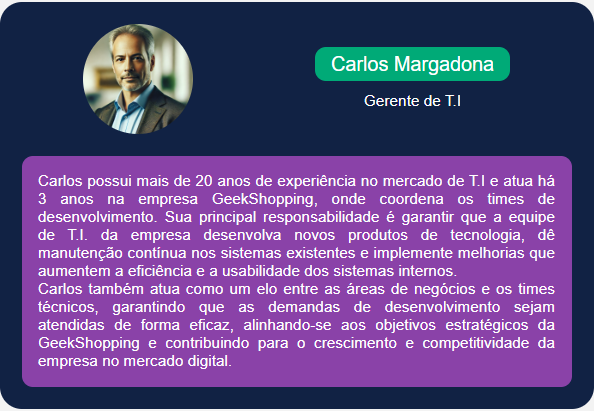 Carlos Margadona
Gerente de T.I
Carlos possui mais de 20 anos de experiência no mercado de T.I e atua há
3 anos na empresa GeekShopping, onde coordena os times de
desenvolvimento. Sua principal responsabilidade é garantir que a equipe
de T.I. da empresa desenvolva novos produtos de tecnologia, dê
manutenção contínua nos sistemas existentes e implemente melhorias que
aumentem a eficiência e a usabilidade dos sistemas internos.
Carlos também atua como um elo entre as áreas de negócios e os times
técnicos, garantindo que as demandas de desenvolvimento sejam
atendidas de forma eficaz, alinhando-se aos objetivos estratégicos da
GeekShopping e contribuindo para o crescimento e competitividade da
empresa no mercado digital.